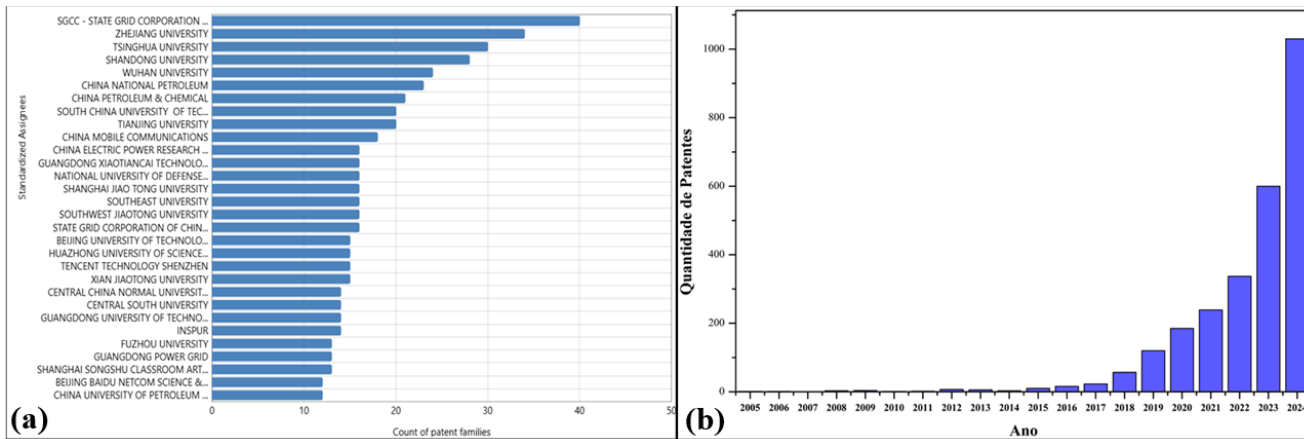 Standardized Assignees
SGCC - STATE GRID CORPORATION ...
ZHEJIANG UNIVERSITY
TSINGHUA UNIVERSITY
SHANDONG UNIVERSITY
WUHAN UNIVERSITY
CHINA NATIONAL PETROLEUM
CHINA PETROLEUM & CHEMICAL
SOUTH CHINA UNIVERSITY OF TEC...
TIANJING UNIVERSITY
CHINA MOBILE COMMUNICATIONS
CHINA ELECTRIC POWER RESEARCH ...
GUANGDONG XIAOTIANCAI TECHNOLO...
NATIONAL UNIVERSITY OF DEFENSE...
SHANGHAI JIAO TONG UNIVERSITY
SOUTHEAST UNIVERSITY
SOUTHWEST JIAOTONG UNIVERSITY
STATE GRID CORPORATION OF CHIN...
BEIJING UNIVERSITY OF TECHNOLO...
HUAZHONG UNIVERSITY OF SCIENCE...
TENCENT TECHNOLOGY SHENZHEN
XIAN JIAOTONG UNIVERSITY
CENTRAL CHINA NORMAL UNIVERSIT...
CENTRAL SOUTH UNIVERSITY
GUANGDONG UNIVERSITY OF TECHNO...
INSPUR
FUZHOU UNIVERSITY
GUANGDONG POWER GRID
SHANGHAI SONGSHU CLASSROOM ART...
BEIJING BAIDU NETCOM SCIENCE &...
CHINA UNIVERSITY OF PETROLEUM ...
0 10 20 30 40 50
Count of patent families
(a)
Quantidade de Patentes
1000
800
600
400
200
0
2005 2006 2007 2008 2009 2010 2011 2012 2013 2014 2015 2016 2017 2018 2019 2020 2021 2022 2023 2024
Ano
(b)